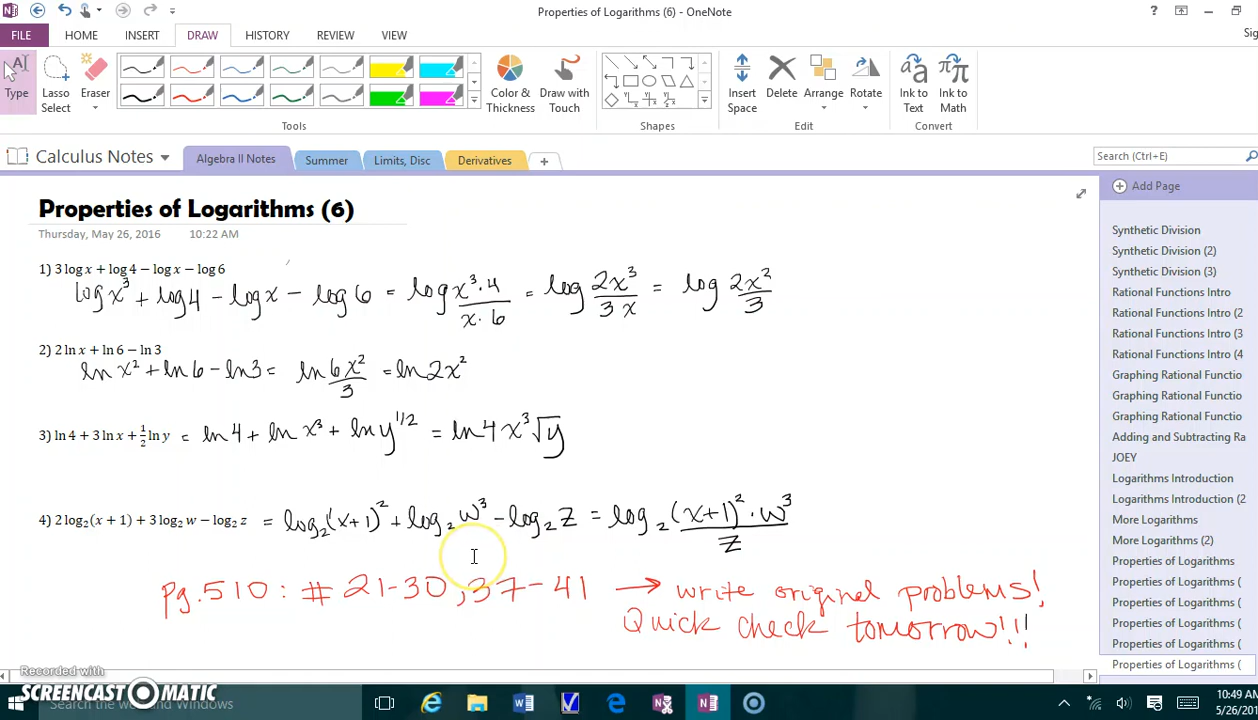 Properties of Logarithms (6) - OneNote
FILE HOME INSERT DRAW HISTORY REVIEW VIEW
Type
Lasso Select
Eraser
Color & Thickness
Draw with Touch
Insert Space
Delete
Arrange
Rotate
Ink to Text
Ink to Math
Tools
Shapes
Edit
Convert
Calculus Notes
Algebra II Notes
Summer
Limits, Disc
Derivatives
Search (Ctrl+E)
Properties of Logarithms (6)
Thursday, May 26, 2016 10:22 AM
1) 3 log x + log 4 − log x − log 6
log x³ + log 4 − log x − log 6 = log x³·4 / x·6 = log 2x³ / 3x = log 2x² / 3
2) 2 ln x + ln 6 − ln 3
ln x² + ln 6 − ln 3 = ln 6x² / 3 = ln 2x²
3) ln 4 + 3 ln x + ½ ln y = ln 4 + ln x³ + ln y^1/2 = ln 4x³√y
4) 2 log₂(x + 1) + 3 log₂ w − log₂ z = log₂(x+1)² + log₂ w³ − log₂ z = log₂ (x+1)²·w³ / z
Pg. 510: # 21-30, 37-41 → write original problems!
Quick check tomorrow!!!
Add Page
Synthetic Division
Synthetic Division (2)
Synthetic Division (3)
Rational Functions Intro
Rational Functions Intro (2
Rational Functions Intro (3
Rational Functions Intro (4
Graphing Rational Functio
Graphing Rational Functio
Graphing Rational Functio
Adding and Subtracting Ra
JOEY
Logarithms Introduction
Logarithms Introduction (2
More Logarithms
More Logarithms (2)
Properties of Logarithms
Properties of Logarithms (
Properties of Logarithms (
Properties of Logarithms (
Properties of Logarithms (
Properties of Logarithms (
Recorded with
SCREENCAST-O-MATIC
Search the web and Windows
10:49 AM
5/26/201